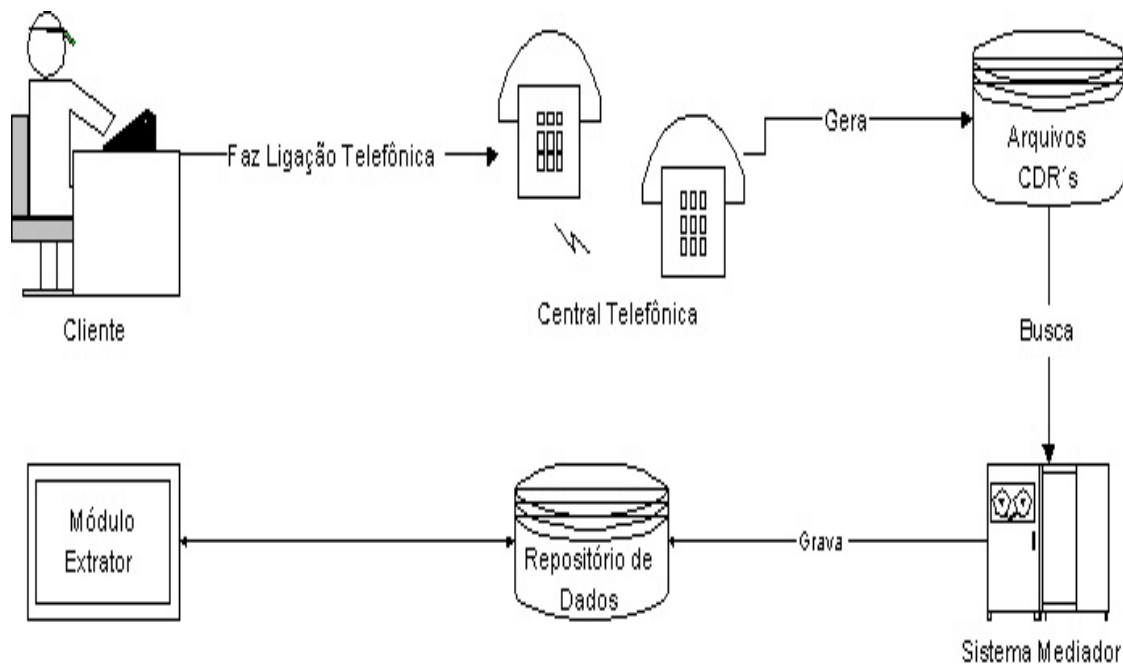 Faz Ligação Telefônica
Gera
Arquivos
CDR´s
Cliente
Central Telefônica
Busca
Módulo
Extrator
Repositório de
Dados
Grava
Sistema Mediador